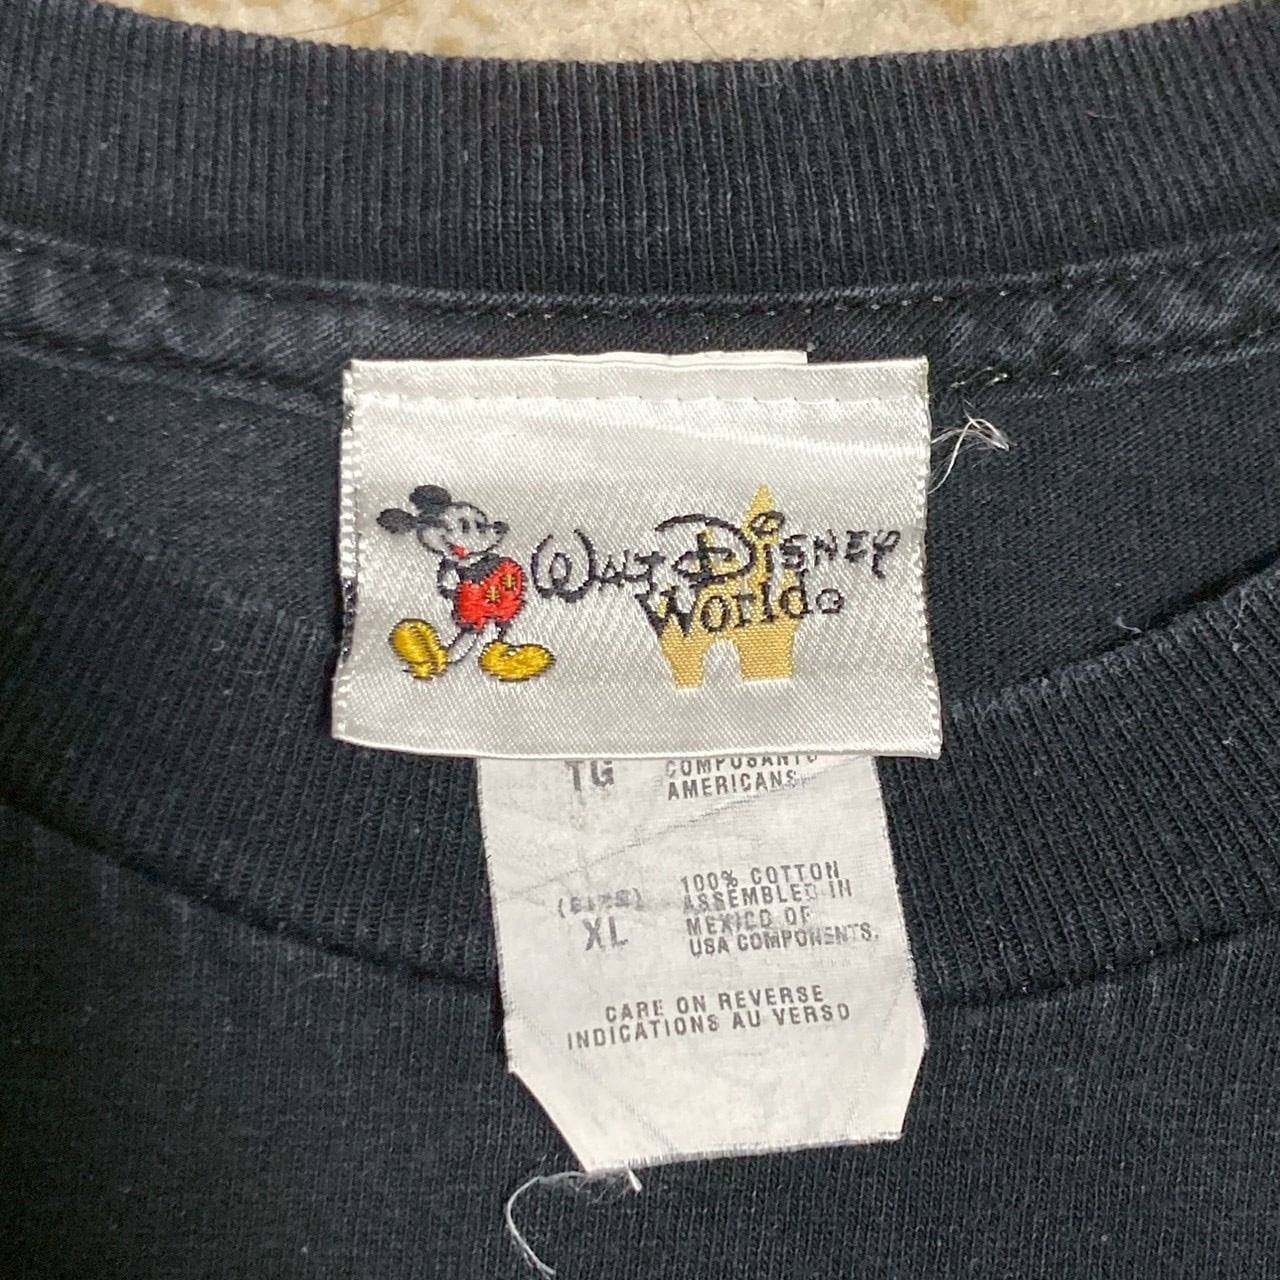 Walt Disney
World®
TG
COMPOSANTS
AMERICANS
(SIZE)
XL
100% COTTON
ASSEMBLED IN
MEXICO OF
USA COMPONENTS.
CARE ON REVERSE
INDICATIONS AU VERSO